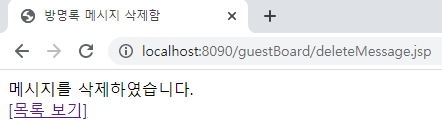 방명록 메시지 삭제함
localhost:8090/guestBoard/deleteMessage.jsp
메시지를 삭제하였습니다.
[목록 보기]